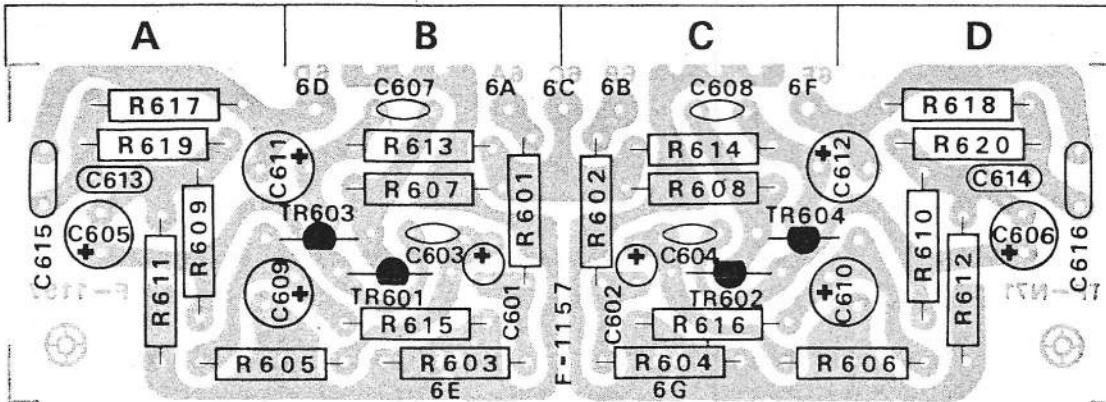 A B C D
6D C607 6A 6C 6B C608 6F
R617 R618
R619 C611 R613 R614 C612 R620
C613 R607 R601 R602 R608 C614
C615 C605 R609 TR603 TR604 R610 C606 C616
R611 C603 C604 R612
C609 TR601 C601 F-1157 C602 TR602 C610
R615 R616
R605 R603 R604 R606
6E 6G